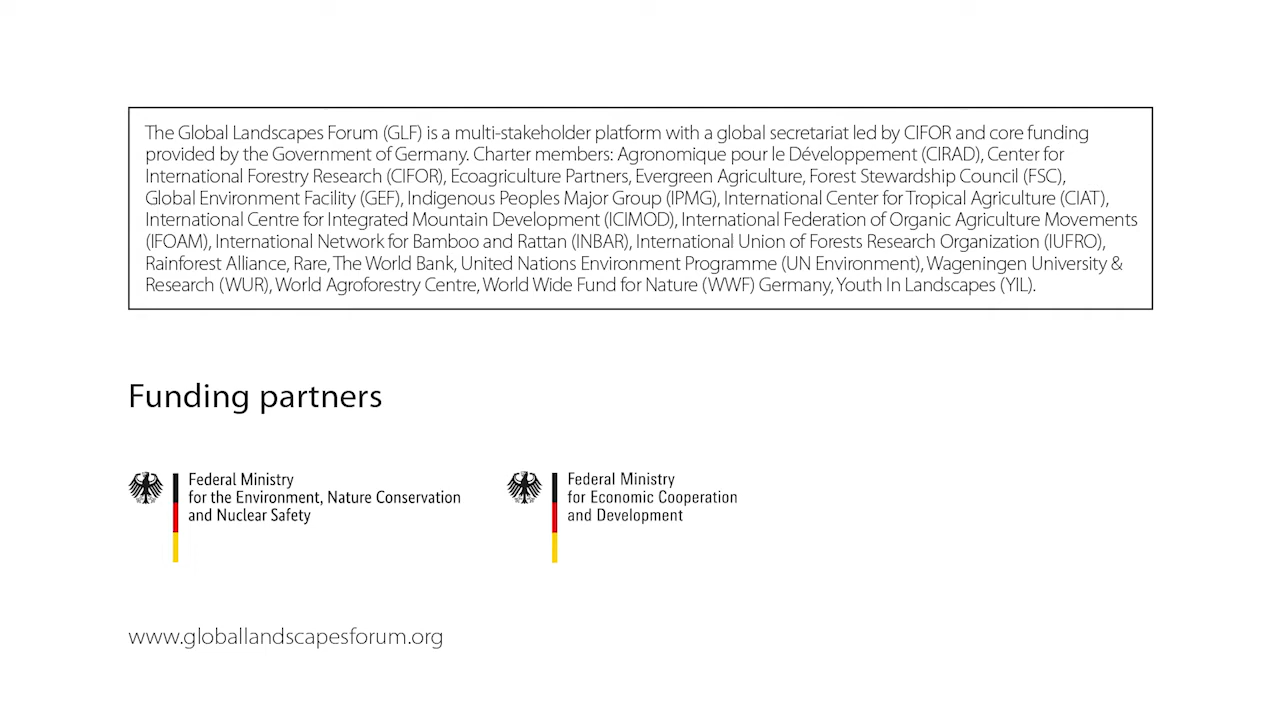 The Global Landscapes Forum (GLF) is a multi-stakeholder platform with a global secretariat led by CIFOR and core funding
provided by the Government of Germany. Charter members: Agronomique pour le Développement (CIRAD), Center for
International Forestry Research (CIFOR), Ecoagriculture Partners, Evergreen Agriculture, Forest Stewardship Council (FSC),
Global Environment Facility (GEF), Indigenous Peoples Major Group (IPMG), International Center for Tropical Agriculture (CIAT),
International Centre for Integrated Mountain Development (ICIMOD), International Federation of Organic Agriculture Movements
(IFOAM), International Network for Bamboo and Rattan (INBAR), International Union of Forests Research Organization (IUFRO),
Rainforest Alliance, Rare, The World Bank, United Nations Environment Programme (UN Environment), Wageningen University &
Research (WUR), World Agroforestry Centre, World Wide Fund for Nature (WWF) Germany, Youth In Landscapes (YIL).
Funding partners
Federal Ministry
for the Environment, Nature Conservation
and Nuclear Safety
Federal Ministry
for Economic Cooperation
and Development
www.globallandscapesforum.org